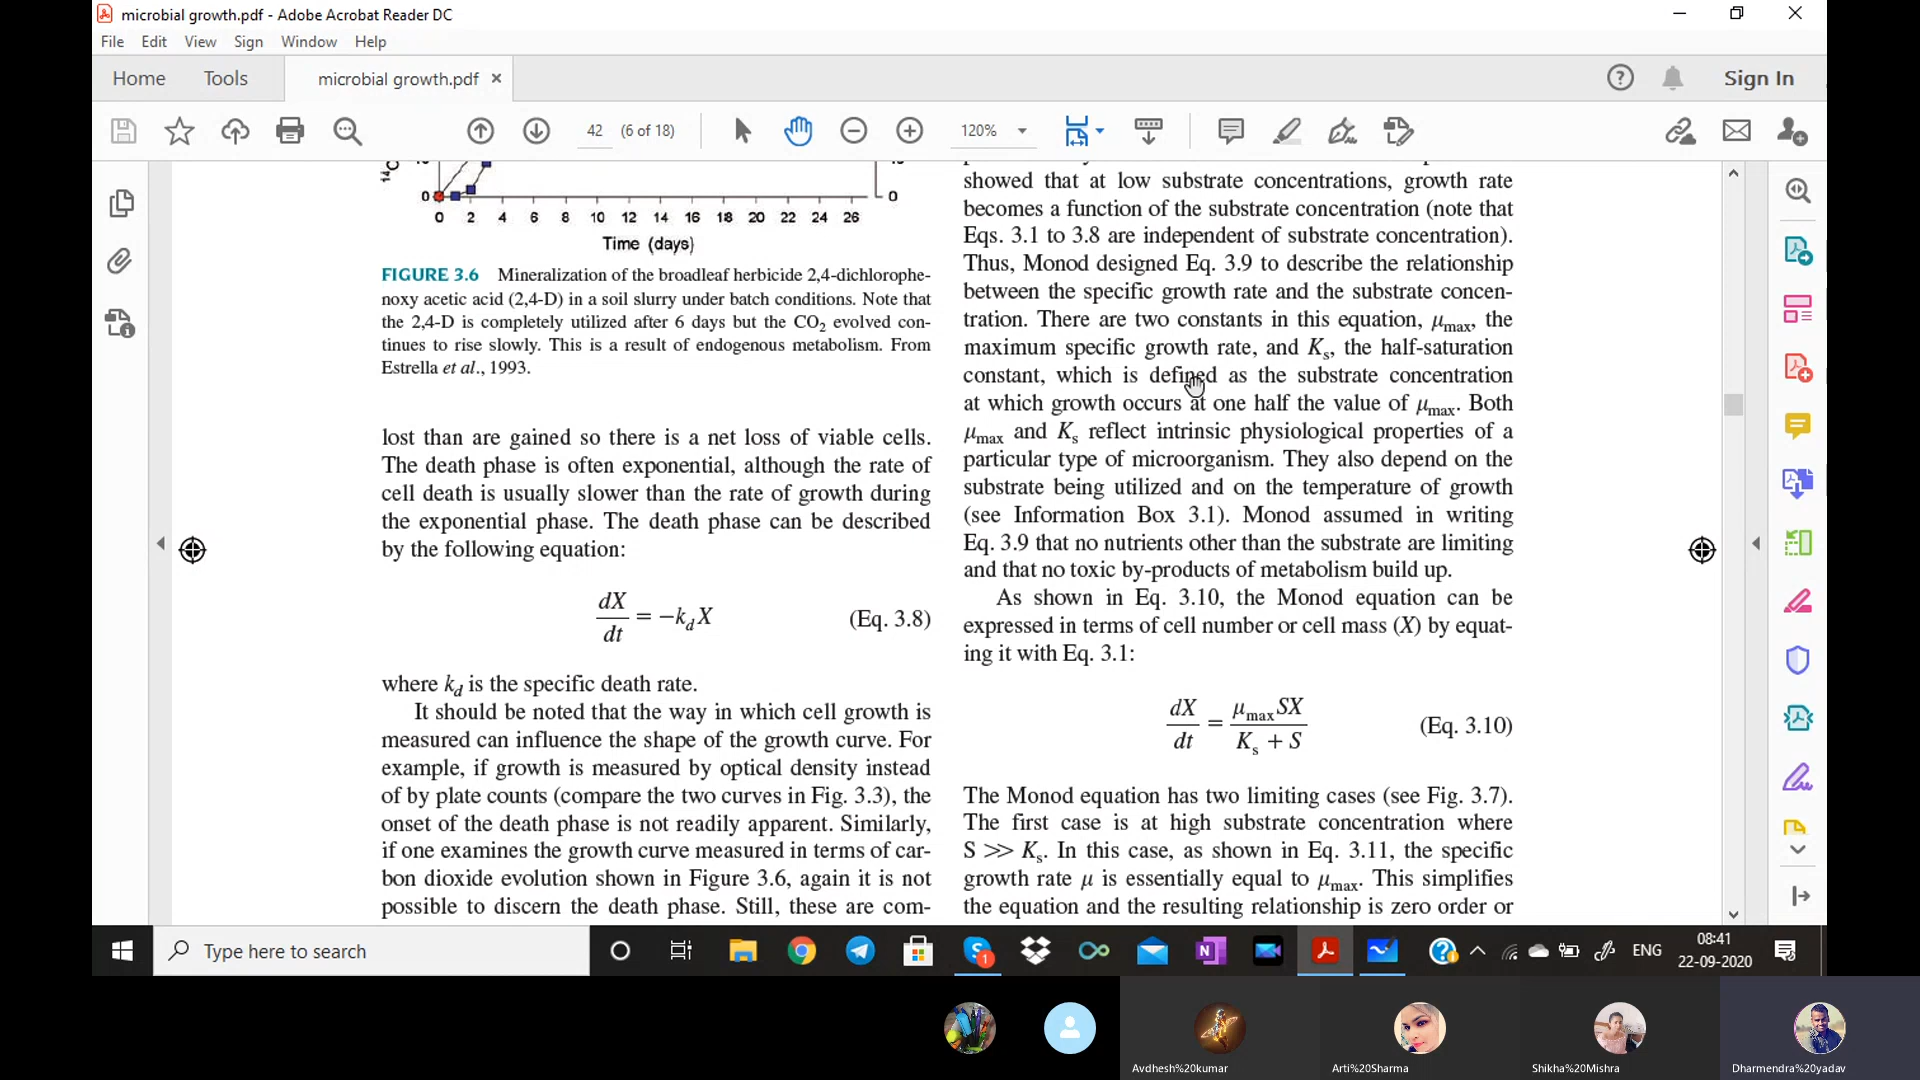 microbial growth.pdf - Adobe Acrobat Reader DC
File Edit View Sign Window Help
Home Tools microbial growth.pdf × Sign In
42 (6 of 18) 120%
14C
0 0
0 2 4 6 8 10 12 14 16 18 20 22 24 26
Time (days)
FIGURE 3.6 Mineralization of the broadleaf herbicide 2,4-dichlorophe-
noxy acetic acid (2,4-D) in a soil slurry under batch conditions. Note that
the 2,4-D is completely utilized after 6 days but the CO₂ evolved con-
tinues to rise slowly. This is a result of endogenous metabolism. From
Estrella et al., 1993.
lost than are gained so there is a net loss of viable cells.
The death phase is often exponential, although the rate of
cell death is usually slower than the rate of growth during
the exponential phase. The death phase can be described
by the following equation:
dX/dt = −k_d X (Eq. 3.8)
where k_d is the specific death rate.
It should be noted that the way in which cell growth is
measured can influence the shape of the growth curve. For
example, if growth is measured by optical density instead
of by plate counts (compare the two curves in Fig. 3.3), the
onset of the death phase is not readily apparent. Similarly,
if one examines the growth curve measured in terms of car-
bon dioxide evolution shown in Figure 3.6, again it is not
possible to discern the death phase. Still, these are com-
showed that at low substrate concentrations, growth rate
becomes a function of the substrate concentration (note that
Eqs. 3.1 to 3.8 are independent of substrate concentration).
Thus, Monod designed Eq. 3.9 to describe the relationship
between the specific growth rate and the substrate concen-
tration. There are two constants in this equation, μmax, the
maximum specific growth rate, and Ks, the half-saturation
constant, which is defined as the substrate concentration
at which growth occurs at one half the value of μmax. Both
μmax and Ks reflect intrinsic physiological properties of a
particular type of microorganism. They also depend on the
substrate being utilized and on the temperature of growth
(see Information Box 3.1). Monod assumed in writing
Eq. 3.9 that no nutrients other than the substrate are limiting
and that no toxic by-products of metabolism build up.
As shown in Eq. 3.10, the Monod equation can be
expressed in terms of cell number or cell mass (X) by equat-
ing it with Eq. 3.1:
dX/dt = μmax SX / Ks + S (Eq. 3.10)
The Monod equation has two limiting cases (see Fig. 3.7).
The first case is at high substrate concentration where
S >> Ks. In this case, as shown in Eq. 3.11, the specific
growth rate μ is essentially equal to μmax. This simplifies
the equation and the resulting relationship is zero order or
Type here to search
1
ENG
08:41
22-09-2020
Avdhesh%20kumar Arti%20Sharma Shikha%20Mishra Dharmendra%20yadav